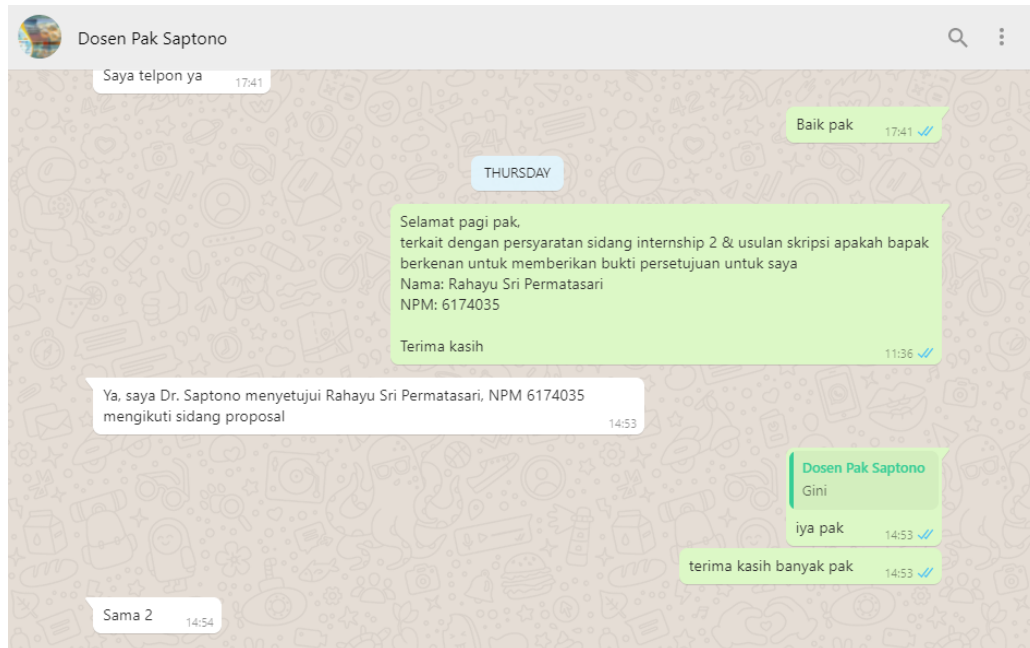 Dosen Pak Saptono
Saya telpon ya
17:41
Baik pak
17:41
THURSDAY
Selamat pagi pak,
terkait dengan persyaratan sidang internship 2 & usulan skripsi apakah bapak
berkenan untuk memberikan bukti persetujuan untuk saya
Nama: Rahayu Sri Permatasari
NPM: 6174035
Terima kasih
11:36
Ya, saya Dr. Saptono menyetujui Rahayu Sri Permatasari, NPM 6174035
mengikuti sidang proposal
14:53
Dosen Pak Saptono
Gini
iya pak
14:53
terima kasih banyak pak
14:53
Sama 2
14:54